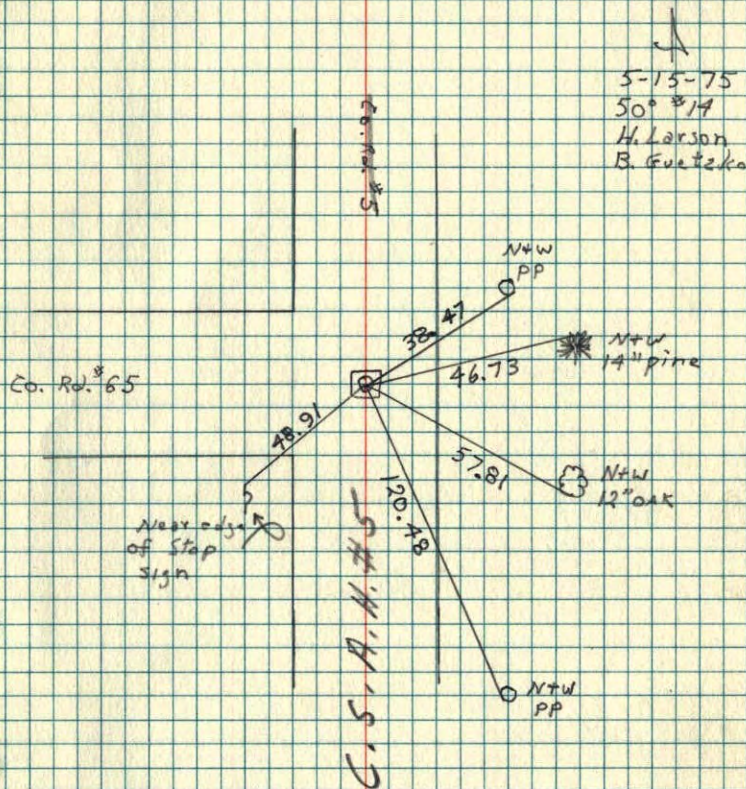 5-15-75
50° #14
H. Larson
B. Guetzko
Co. Rd. #5
N+W
PP
38.47
N+W
14" pine
46.73
Co. Rd. #65
48.91
57.81
N+W
12" OAK
120.48
Near edge
of Stop
sign
C. S. A. H. #5
N+W
PP